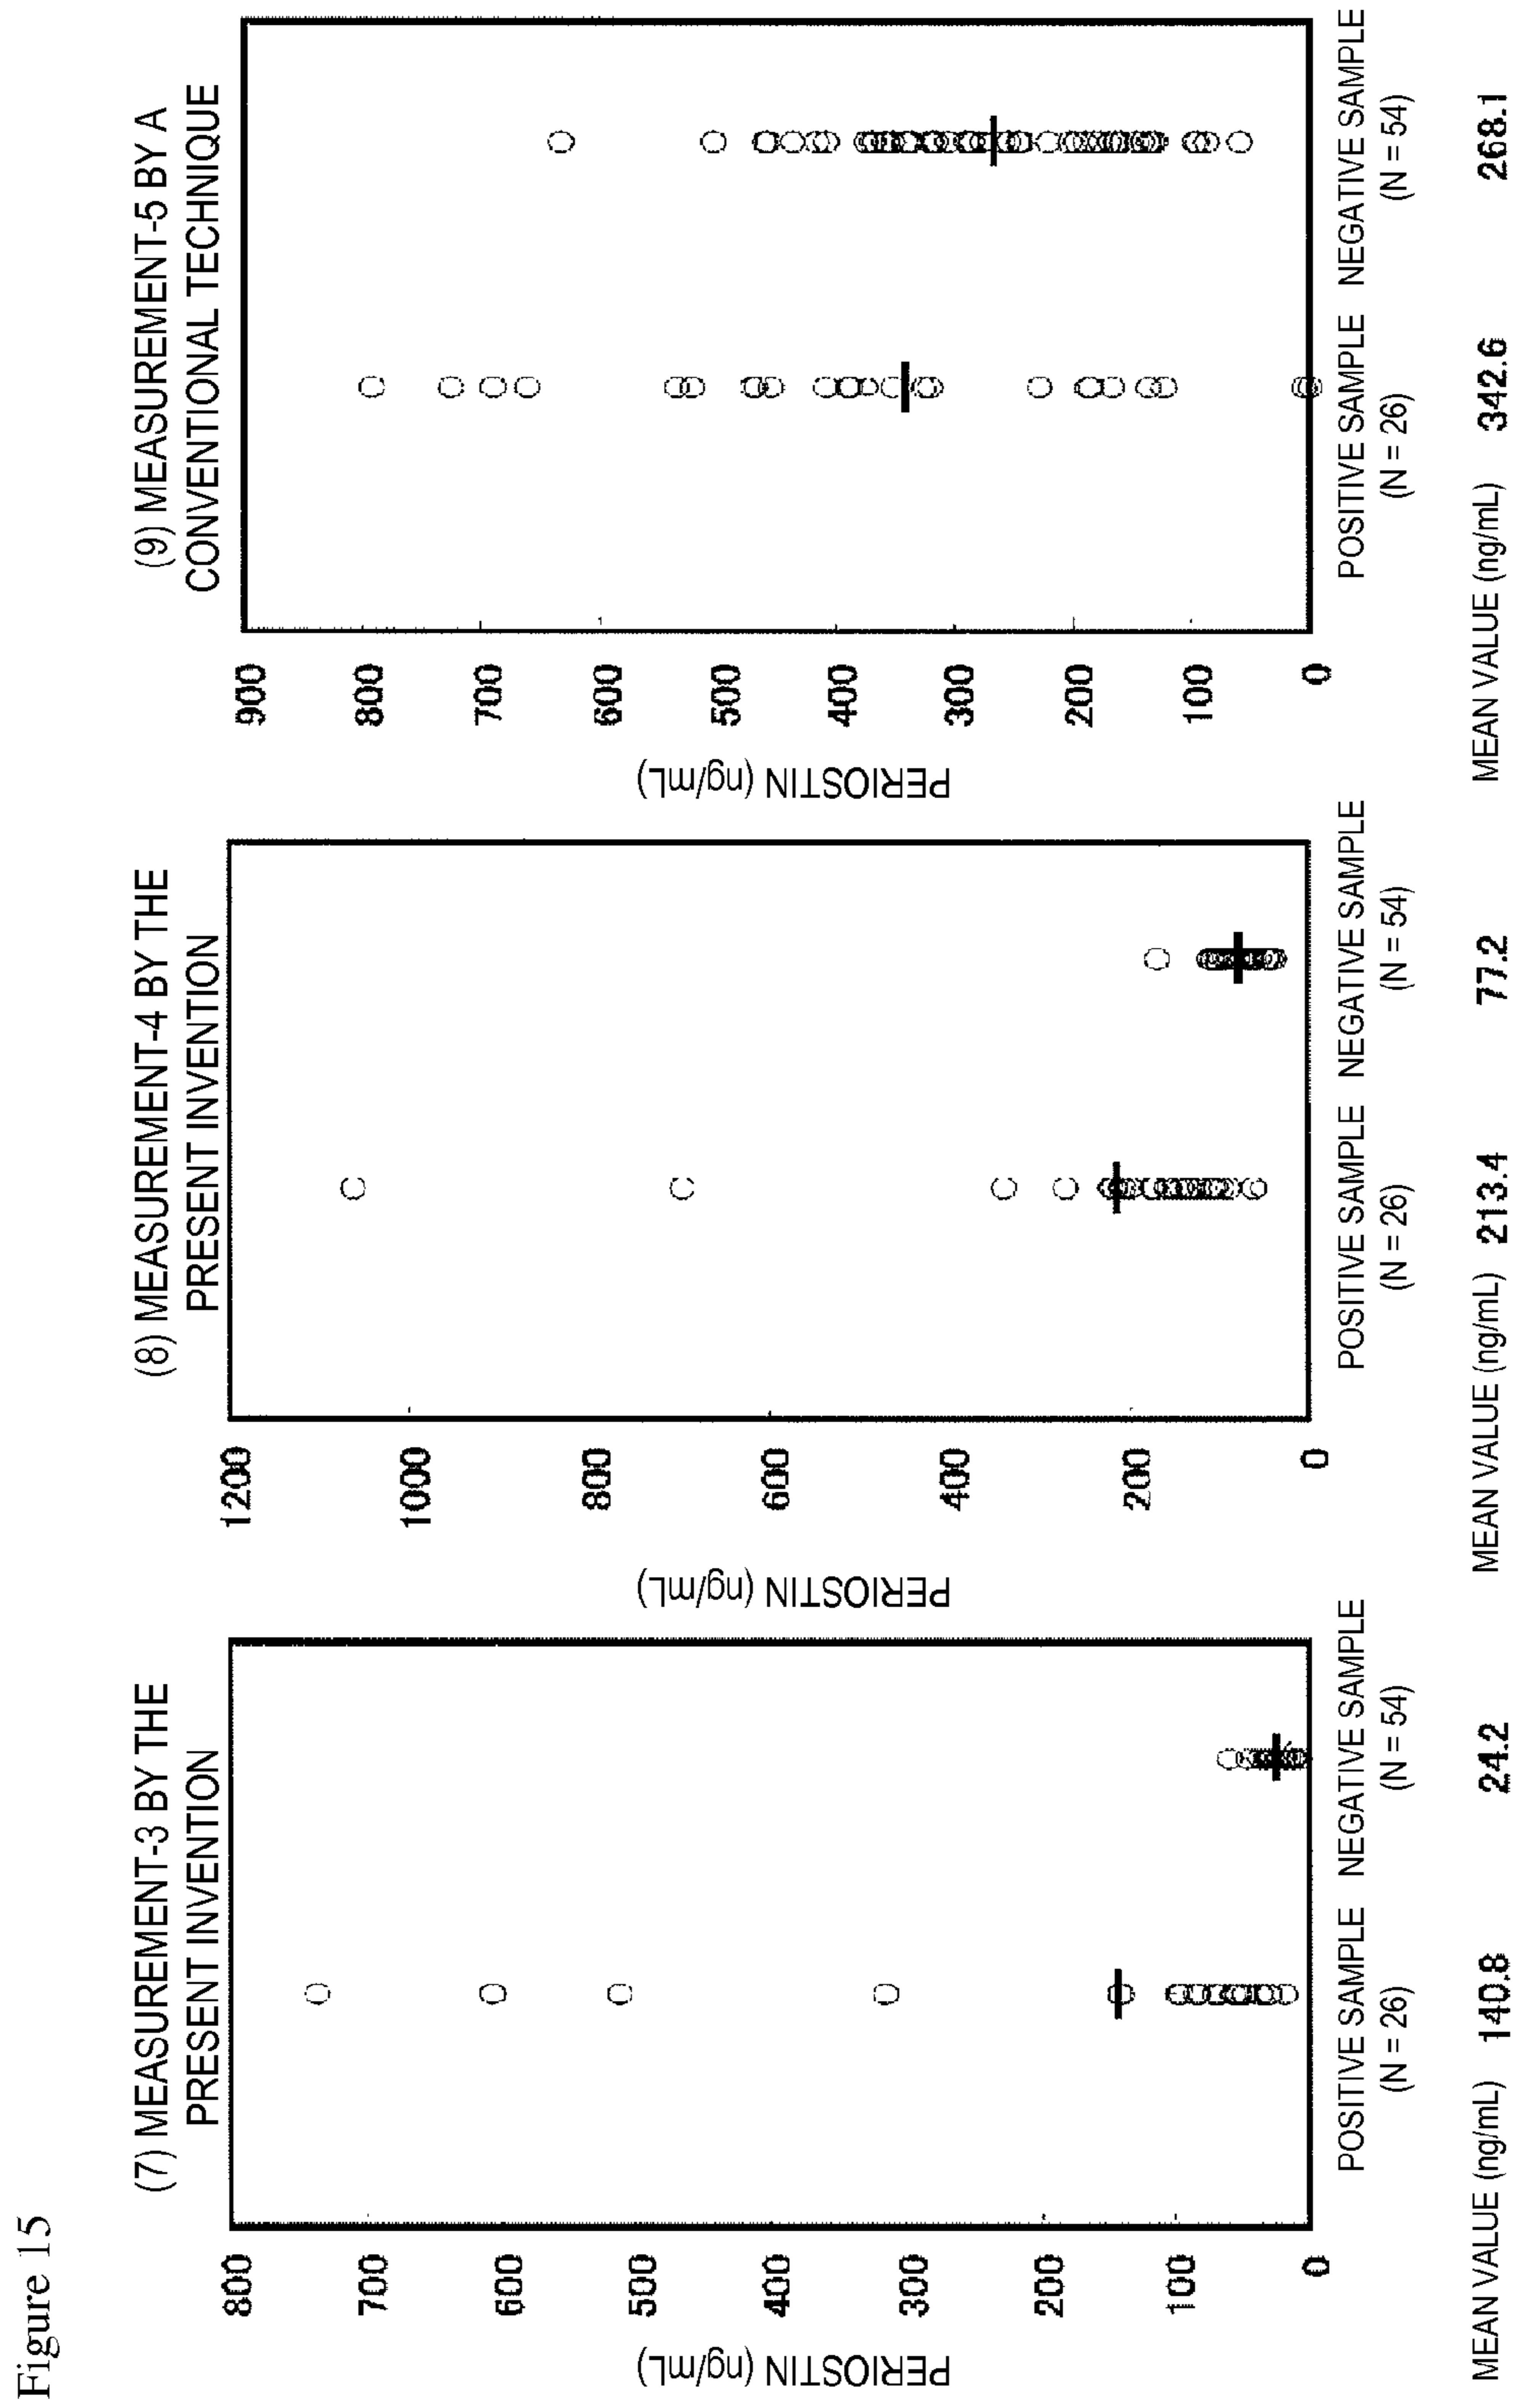 Figure 15
(7) MEASUREMENT-3 BY THE
PRESENT INVENTION
PERIOSTIN (ng/mL)
800
700
600
500
400
300
200
100
0
POSITIVE SAMPLE NEGATIVE SAMPLE
(N = 26) (N = 54)
MEAN VALUE (ng/mL) 140.8 24.2
(8) MEASUREMENT-4 BY THE
PRESENT INVENTION
PERIOSTIN (ng/mL)
1200
1000
800
600
400
200
0
POSITIVE SAMPLE NEGATIVE SAMPLE
(N = 26) (N = 54)
MEAN VALUE (ng/mL) 213.4 77.2
(9) MEASUREMENT-5 BY A
CONVENTIONAL TECHNIQUE
PERIOSTIN (ng/mL)
900
800
700
600
500
400
300
200
100
0
POSITIVE SAMPLE NEGATIVE SAMPLE
(N = 26) (N = 54)
MEAN VALUE (ng/mL) 342.6 268.1